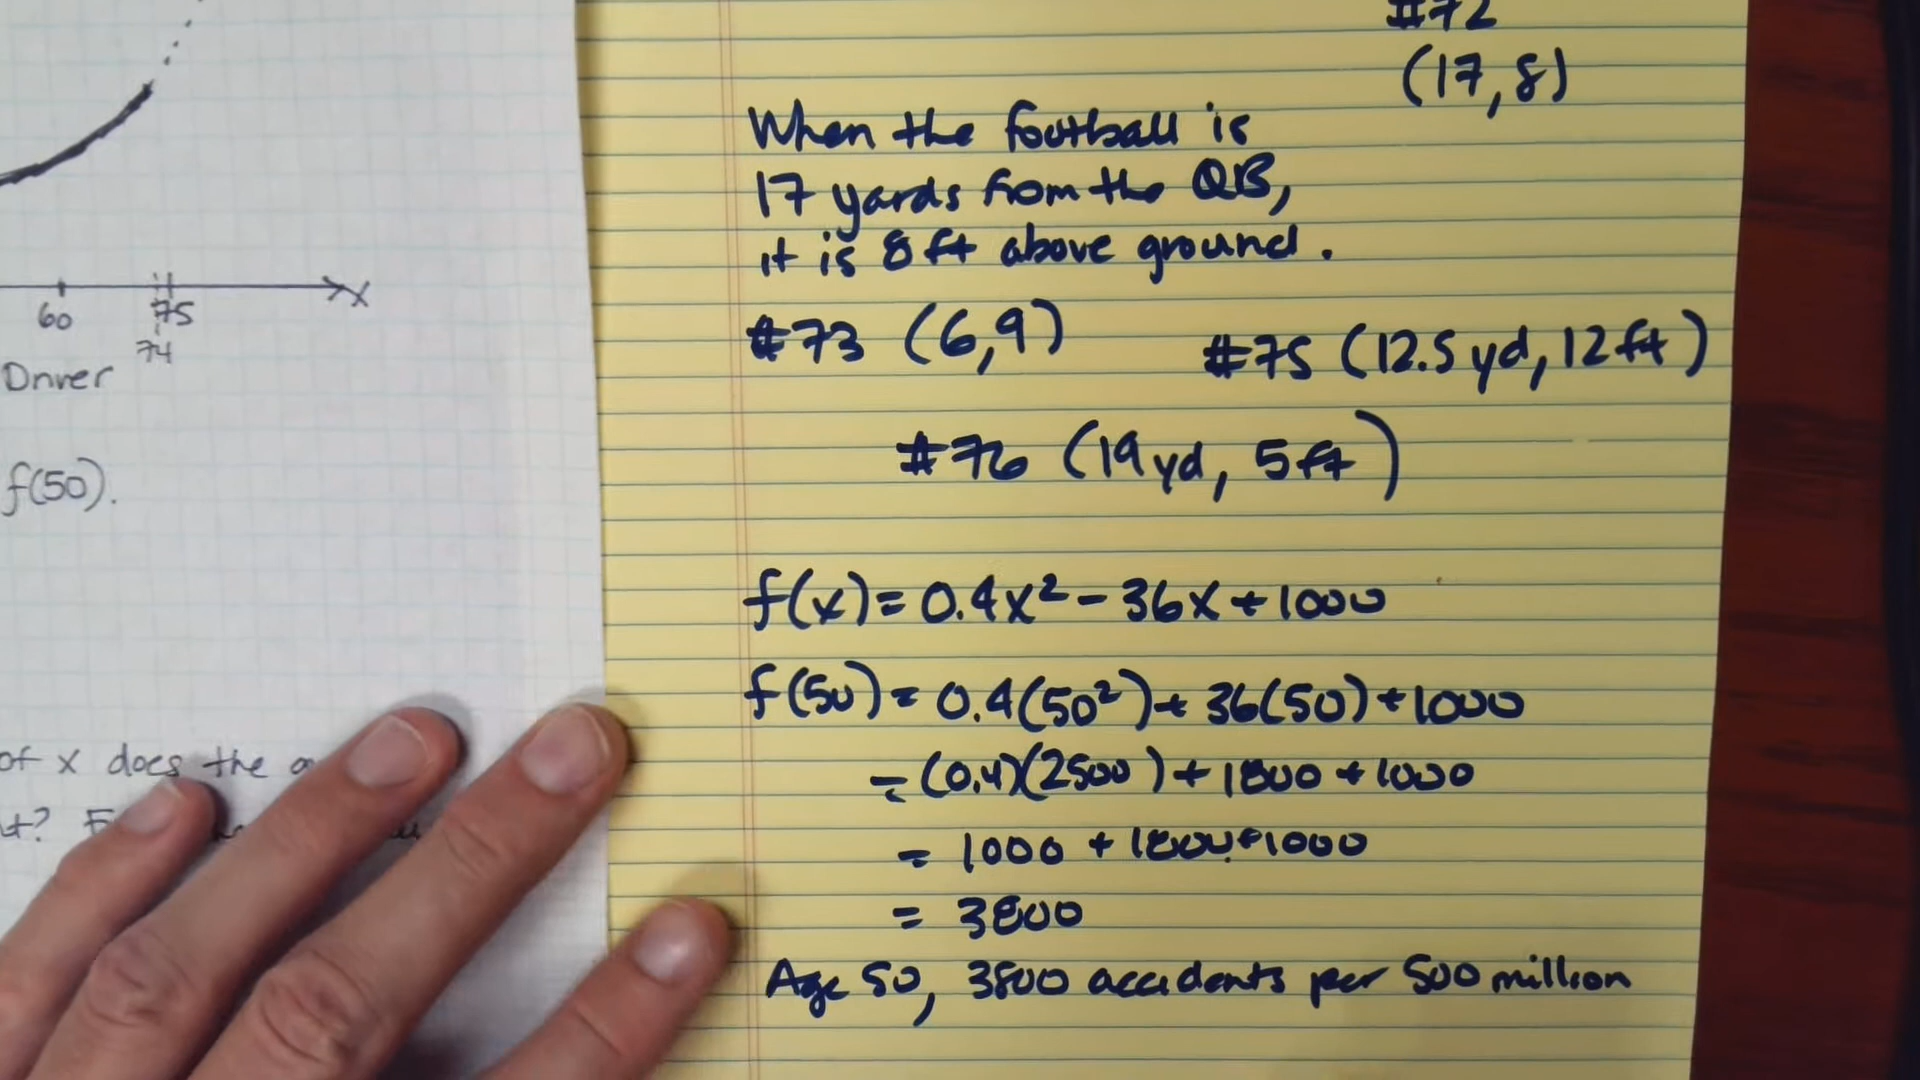 60
75
74
x
Driver
f(50).
of x does the
t?
#72
(17,8)
When the football is
17 yards from the QB,
it is 8 ft above ground.
#73 (6,9)
#75 (12.5 yd, 12 ft)
#76 (19 yd, 5 ft)
f(x) = 0.4x² - 36x + 1000
f(50) = 0.4(50²) + 36(50) + 1000
= (0.4)(2500) + 1800 + 1000
= 1000 + 1800 + 1000
= 3800
Age 50, 3800 accidents per 500 million